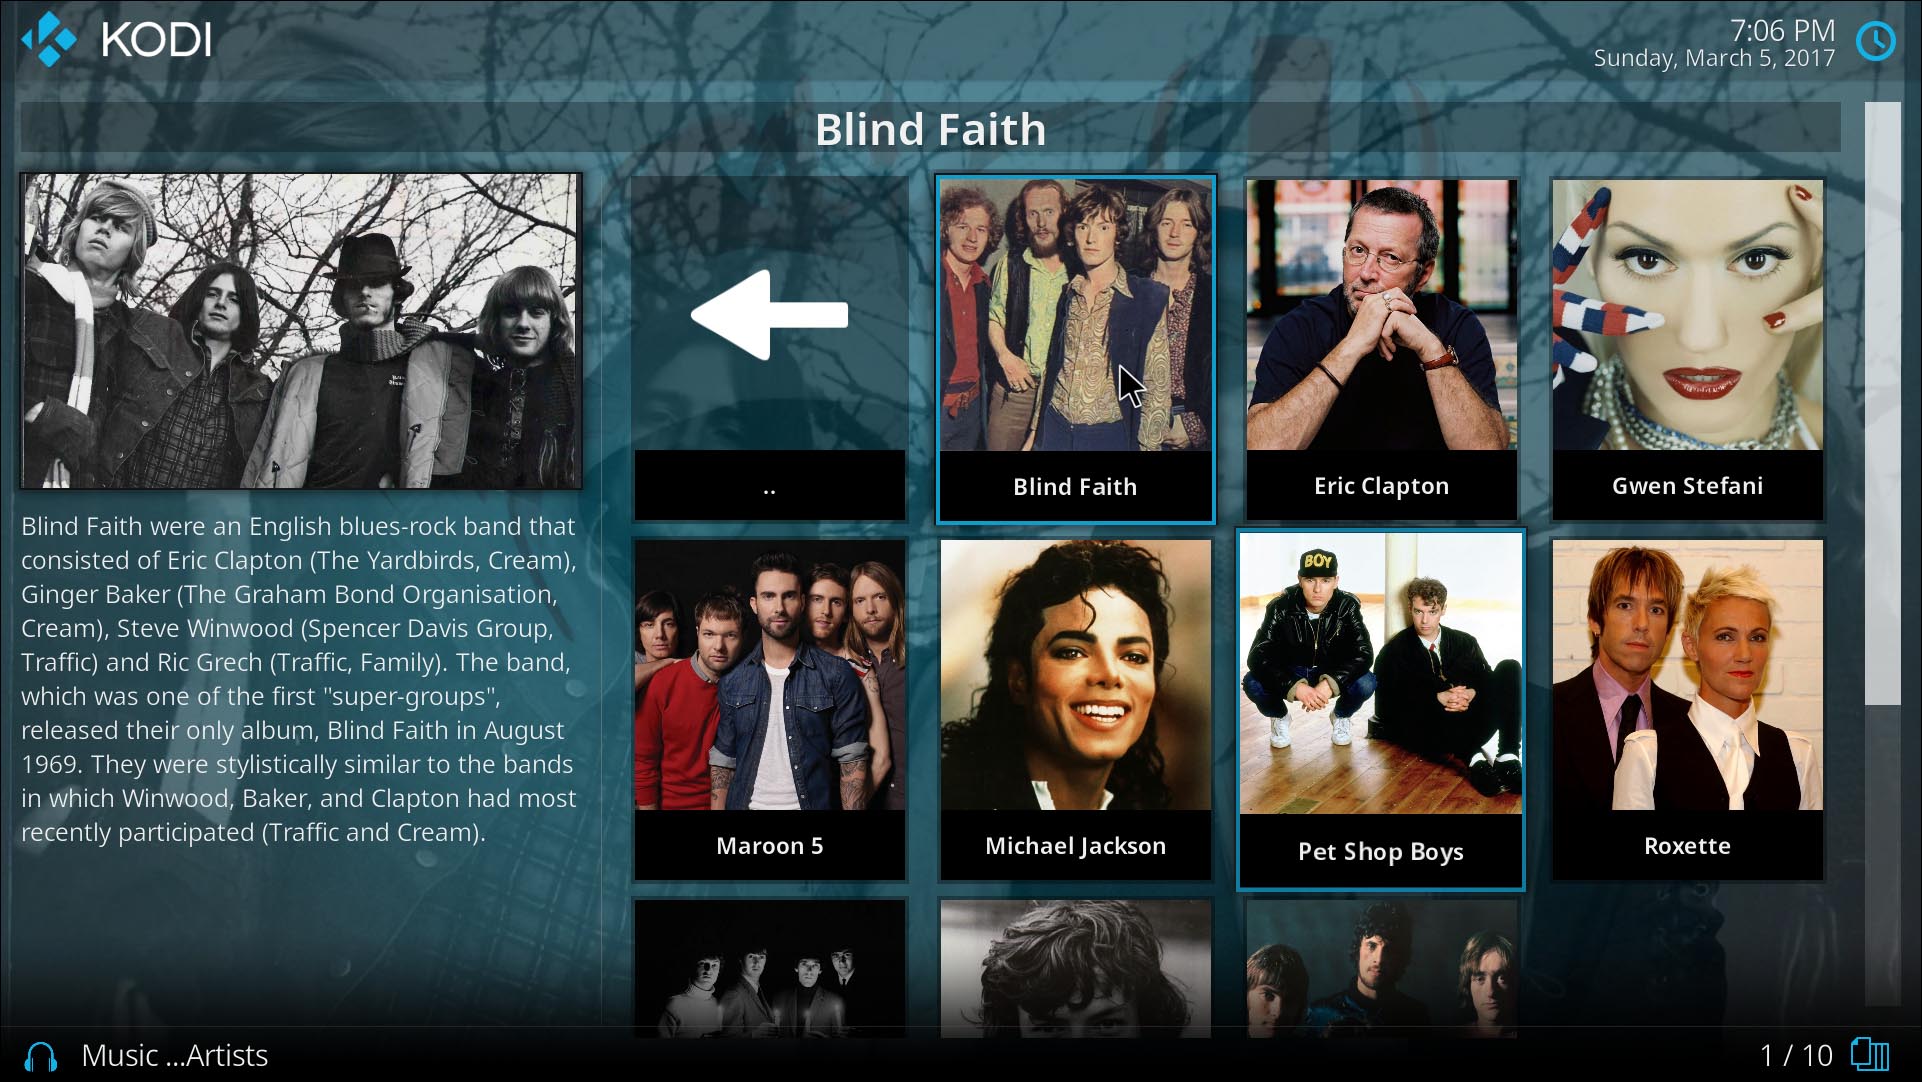 KODI
7:06 PM
Sunday, March 5, 2017
Blind Faith
Blind Faith were an English blues-rock band that
consisted of Eric Clapton (The Yardbirds, Cream),
Ginger Baker (The Graham Bond Organisation,
Cream), Steve Winwood (Spencer Davis Group,
Traffic) and Ric Grech (Traffic, Family). The band,
which was one of the first "super-groups",
released their only album, Blind Faith in August
1969. They were stylistically similar to the bands
in which Winwood, Baker, and Clapton had most
recently participated (Traffic and Cream).
..
Blind Faith
Eric Clapton
Gwen Stefani
BOY
Maroon 5
Michael Jackson
Pet Shop Boys
Roxette
Music ...Artists
1 / 10